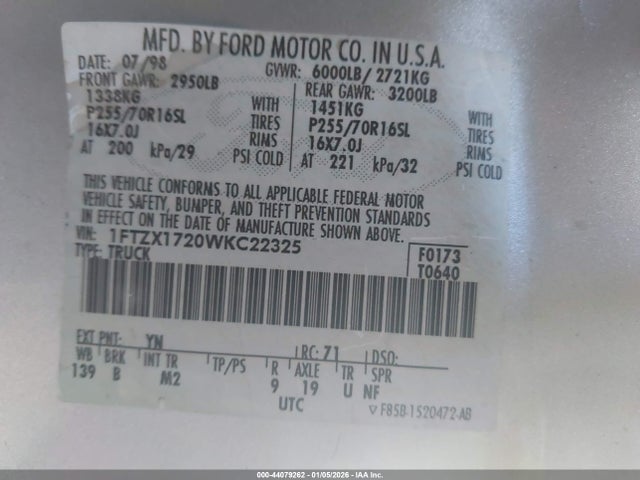 MFD. BY FORD MOTOR CO. IN U.S.A.
DATE: 07/98 GVWR: 6000LB/ 2721KG
FRONT GAWR: 2950LB REAR GAWR: 3200LB
1338KG WITH 1451KG WITH
P255/70R16SL TIRES P255/70R16SL TIRES
16X7.0J RIMS 16X7.0J RIMS
AT 200 kPa/29 PSI COLD AT 221 kPa/32 PSI COLD
THIS VEHICLE CONFORMS TO ALL APPLICABLE FEDERAL MOTOR
VEHICLE SAFETY, BUMPER, AND THEFT PREVENTION STANDARDS
IN EFFECT ON THE DATE OF MANUFACTURE SHOWN ABOVE.
VIN: 1FTZX1720WKC22325 F0173
TYPE: TRUCK T0640
EXT PNT: YN RC: 71 DSO:
WB BRK INT TR TP/PS R AXLE TR SPR
139 B M2 9 19 U NF
UTC ▽ F85B-1520472-AB
000-44079262 - 01/05/2026 - IAA Inc.